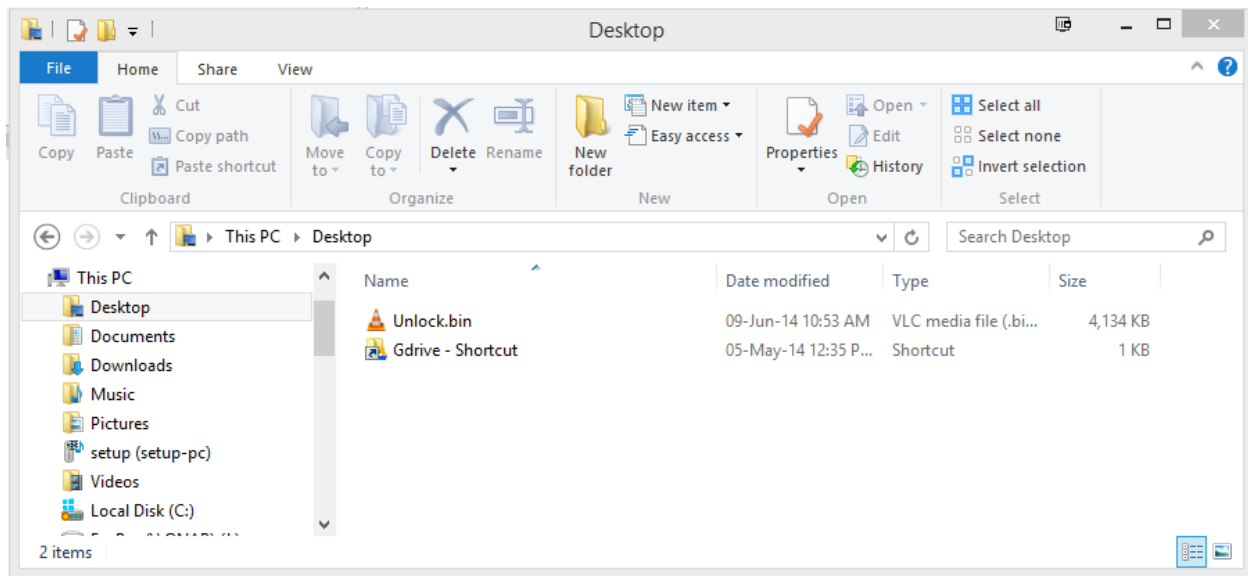 Desktop
File Home Share View
Copy
Paste
Cut
Copy path
Paste shortcut
Clipboard
Move to
Copy to
Delete
Rename
Organize
New folder
New item
Easy access
New
Properties
Open
Edit
History
Open
Select all
Select none
Invert selection
Select
This PC Desktop
Search Desktop
This PC
Desktop
Documents
Downloads
Music
Pictures
setup (setup-pc)
Videos
Local Disk (C:)
Name Date modified Type Size
Unlock.bin 09-Jun-14 10:53 AM VLC media file (.bi... 4,134 KB
Gdrive - Shortcut 05-May-14 12:35 P... Shortcut 1 KB
2 items